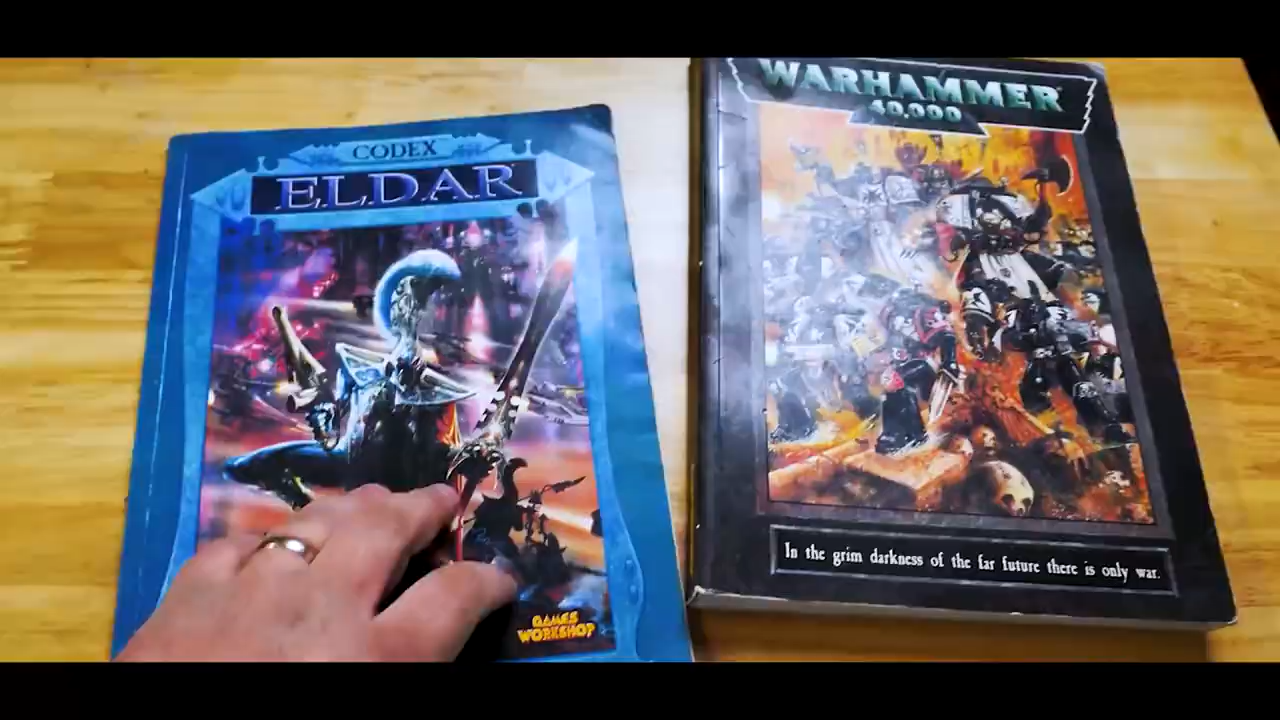 CODEX
ELDAR
GAMES
WORKSHOP
WARHAMMER
40,000
In the grim darkness of the far future there is only war.